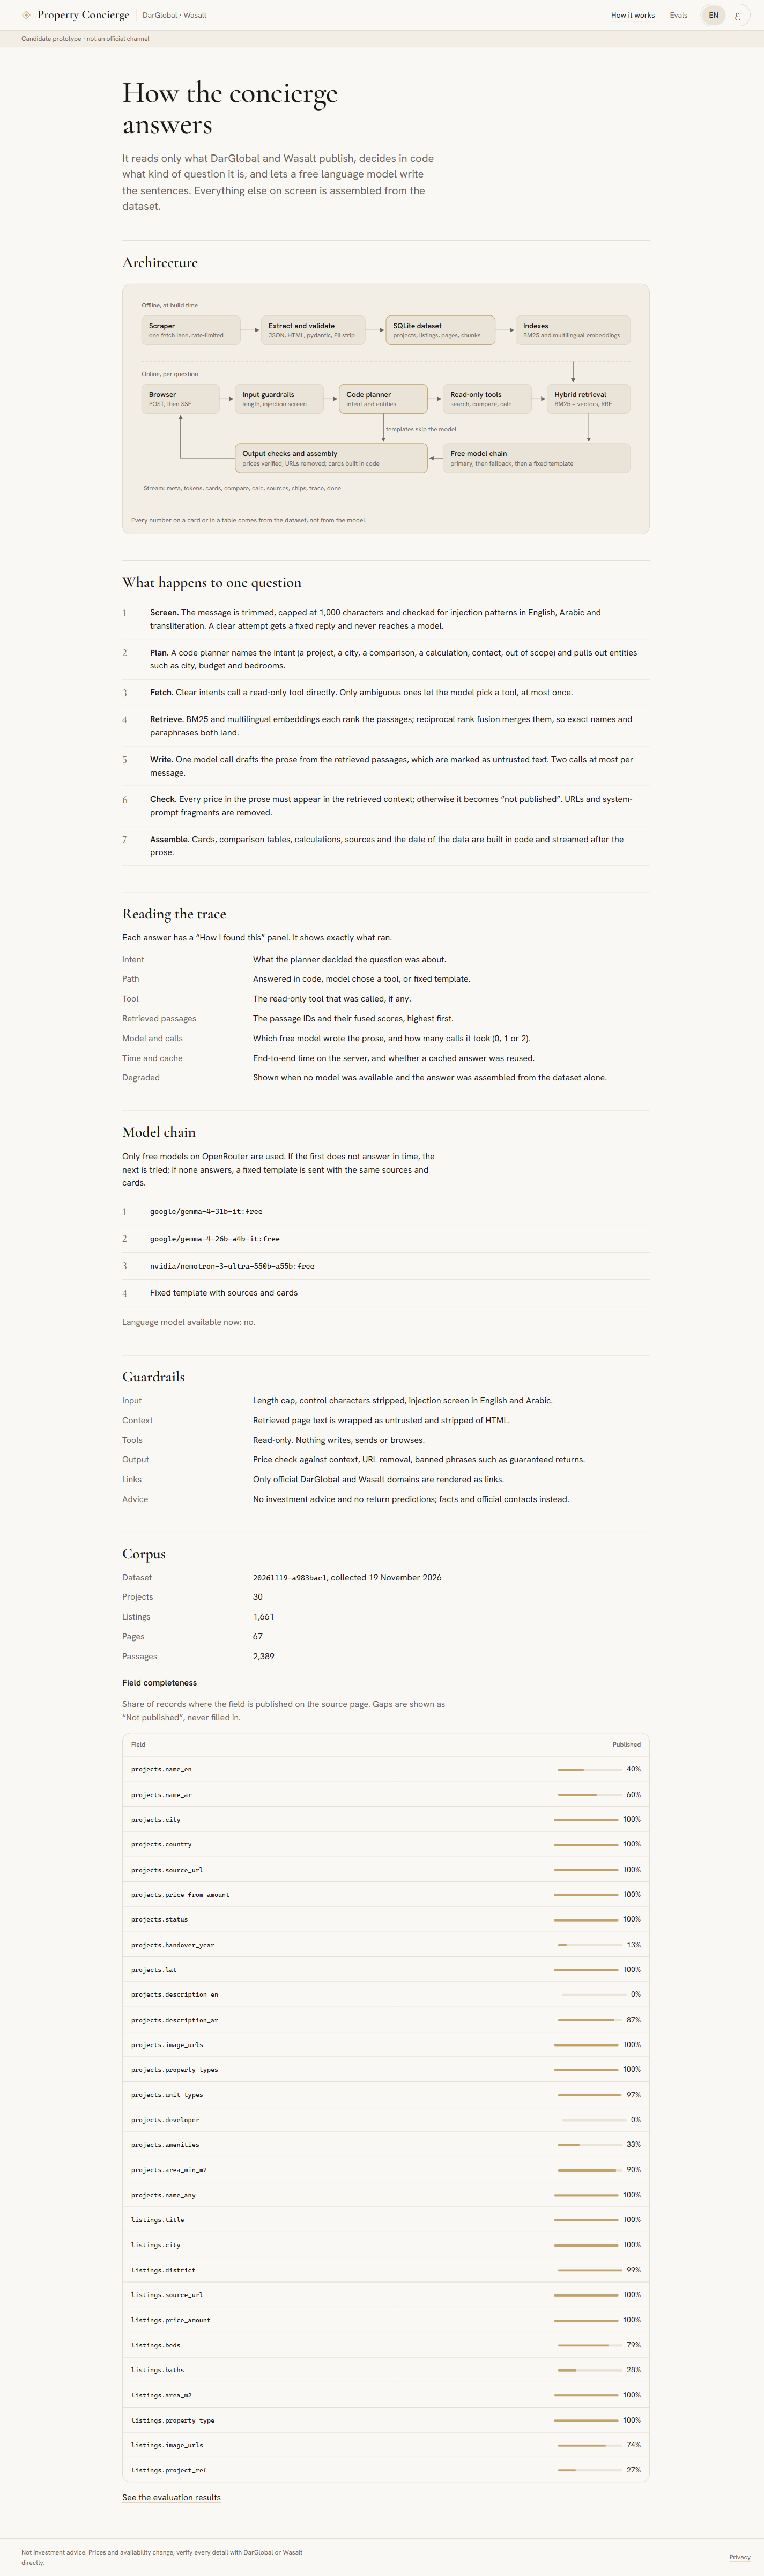 Property Concierge
DarGlobal · Wasalt
How it works
Evals
EN
ع
Candidate prototype · not an official channel
How the concierge
answers
It reads only what DarGlobal and Wasalt publish, decides in code
what kind of question it is, and lets a free language model write
the sentences. Everything else on screen is assembled from the
dataset.
Architecture
Offline, at build time
Scraper
one fetch lane, rate-limited
Extract and validate
JSON, HTML, pydantic, PII strip
SQLite dataset
projects, listings, pages, chunks
Indexes
BM25 and multilingual embeddings
Online, per question
Browser
POST, then SSE
Input guardrails
length, injection screen
Code planner
intent and entities
Read-only tools
search, compare, calc
Hybrid retrieval
BM25 + vectors, RRF
templates skip the model
Output checks and assembly
prices verified, URLs removed; cards built in code
Free model chain
primary, then fallback, then a fixed template
Stream: meta, tokens, cards, compare, calc, sources, chips, trace, done
Every number on a card or in a table comes from the dataset, not from the model.
What happens to one question
1 Screen. The message is trimmed, capped at 1,000 characters and checked for injection patterns in English, Arabic and
transliteration. A clear attempt gets a fixed reply and never reaches a model.
2 Plan. A code planner names the intent (a project, a city, a comparison, a calculation, contact, out of scope) and pulls out entities
such as city, budget and bedrooms.
3 Fetch. Clear intents call a read-only tool directly. Only ambiguous ones let the model pick a tool, at most once.
4 Retrieve. BM25 and multilingual embeddings each rank the passages; reciprocal rank fusion merges them, so exact names and
paraphrases both land.
5 Write. One model call drafts the prose from the retrieved passages, which are marked as untrusted text. Two calls at most per
message.
6 Check. Every price in the prose must appear in the retrieved context; otherwise it becomes “not published”. URLs and system-
prompt fragments are removed.
7 Assemble. Cards, comparison tables, calculations, sources and the date of the data are built in code and streamed after the
prose.
Reading the trace
Each answer has a “How I found this” panel. It shows exactly what ran.
Intent What the planner decided the question was about.
Path Answered in code, model chose a tool, or fixed template.
Tool The read-only tool that was called, if any.
Retrieved passages The passage IDs and their fused scores, highest first.
Model and calls Which free model wrote the prose, and how many calls it took (0, 1 or 2).
Time and cache End-to-end time on the server, and whether a cached answer was reused.
Degraded Shown when no model was available and the answer was assembled from the dataset alone.
Model chain
Only free models on OpenRouter are used. If the first does not answer in time, the
next is tried; if none answers, a fixed template is sent with the same sources and
cards.
1 google/gemma-4-31b-it:free
2 google/gemma-4-26b-a4b-it:free
3 nvidia/nemotron-3-ultra-550b-a55b:free
4 Fixed template with sources and cards
Language model available now: no.
Guardrails
Input Length cap, control characters stripped, injection screen in English and Arabic.
Context Retrieved page text is wrapped as untrusted and stripped of HTML.
Tools Read-only. Nothing writes, sends or browses.
Output Price check against context, URL removal, banned phrases such as guaranteed returns.
Links Only official DarGlobal and Wasalt domains are rendered as links.
Advice No investment advice and no return predictions; facts and official contacts instead.
Corpus
Dataset 20261119-a983bac1, collected 19 November 2026
Projects 30
Listings 1,661
Pages 67
Passages 2,389
Field completeness
Share of records where the field is published on the source page. Gaps are shown as
“Not published”, never filled in.
Field Published
projects.name_en 40%
projects.name_ar 60%
projects.city 100%
projects.country 100%
projects.source_url 100%
projects.price_from_amount 100%
projects.status 100%
projects.handover_year 13%
projects.lat 100%
projects.description_en 0%
projects.description_ar 87%
projects.image_urls 100%
projects.property_types 100%
projects.unit_types 97%
projects.developer 0%
projects.amenities 33%
projects.area_min_m2 90%
projects.name_any 100%
listings.title 100%
listings.city 100%
listings.district 99%
listings.source_url 100%
listings.price_amount 100%
listings.beds 79%
listings.baths 28%
listings.area_m2 100%
listings.property_type 100%
listings.image_urls 74%
listings.project_ref 27%
See the evaluation results
Not investment advice. Prices and availability change; verify every detail with DarGlobal or Wasalt
directly.
Privacy